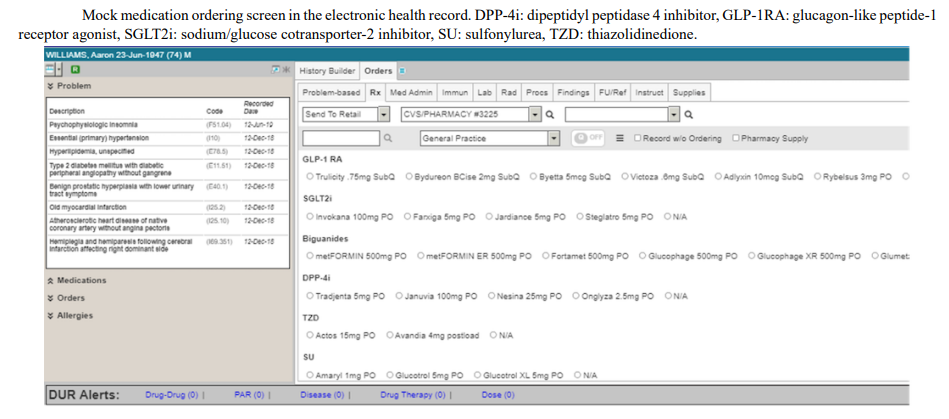 Mock medication ordering screen in the electronic health record. DPP-4i: dipeptidyl peptidase 4 inhibitor, GLP-1RA: glucagon-like peptide-1
receptor agonist, SGLT2i: sodium/glucose cotransporter-2 inhibitor, SU: sulfonylurea, TZD: thiazolidinedione.
WILLIAMS, Aaron 23-Jun-1947 (74) M
R
Problem
Description Code Recorded Date
Psychophysiologic insomnia (F51.04) 12-Jun-19
Essential (primary) hypertension (I10) 12-Dec-18
Hyperlipidemia, unspecified (E78.5) 12-Dec-18
Type 2 diabetes mellitus with diabetic (E11.51) 12-Dec-18
peripheral angiopathy without gangrene
Benign prostatic hyperplasia with lower urinary (E40.1) 12-Dec-18
tract symptoms
Old myocardial infarction (I25.2) 12-Dec-18
Atherosclerotic heart disease of native (I25.10) 12-Dec-18
coronary artery without angina pectoris
Hemiplegia and hemiparesis following cerebral (I69.351) 12-Dec-18
infarction affecting right dominant side
Medications
Orders
Allergies
History Builder Orders
Problem-based Rx Med Admin Immun Lab Rad Procs Findings FU/Ref Instruct Supplies
Send To Retail CVS/PHARMACY #3225
General Practice OFF Record w/o Ordering Pharmacy Supply
GLP-1 RA
Trulicity .75mg SubQ Bydureon BCise 2mg SubQ Byetta 5mcg SubQ Victoza .6mg SubQ Adlyxin 10mcg SubQ Rybelsus 3mg PO
SGLT2i
Invokana 100mg PO Farxiga 5mg PO Jardiance 5mg PO Steglatro 5mg PO N/A
Biguanides
metFORMIN 500mg PO metFORMIN ER 500mg PO Fortamet 500mg PO Glucophage 500mg PO Glucophage XR 500mg PO Glumet
DPP-4i
Tradjenta 5mg PO Januvia 100mg PO Nesina 25mg PO Onglyza 2.5mg PO N/A
TZD
Actos 15mg PO Avandia 4mg postload N/A
SU
Amaryl 1mg PO Glucotrol 5mg PO Glucotrol XL 5mg PO N/A
DUR Alerts: Drug-Drug (0) | PAR (0) | Disease (0) | Drug Therapy (0) | Dose (0)